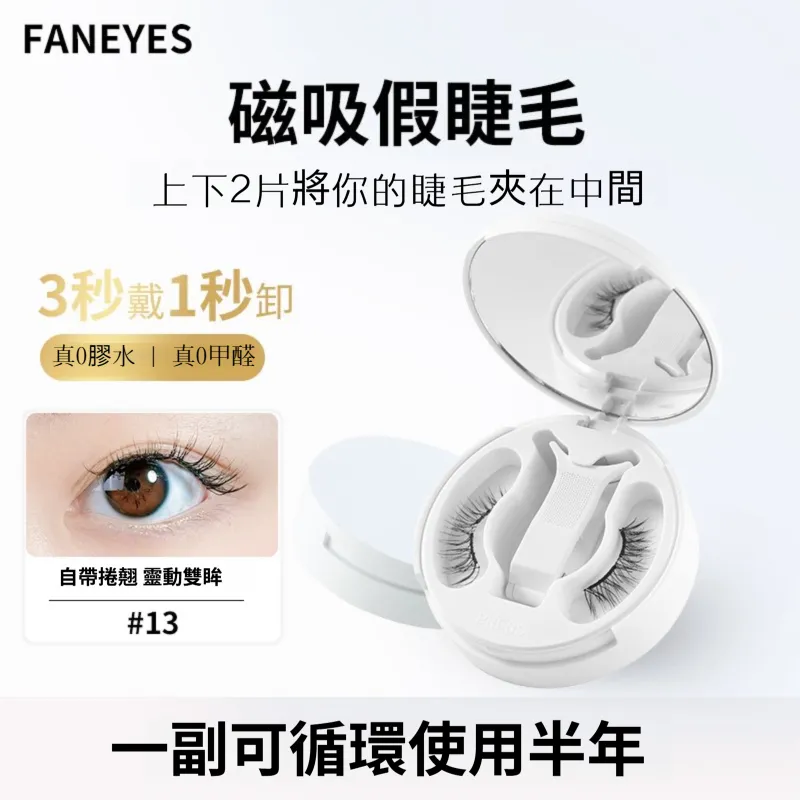 FANEYES
磁吸假睫毛
上下2片將你的睫毛夾在中間
3秒戴1秒卸
真0膠水 | 真0甲醛
自帶捲翹 靈動雙眸
#13
一副可循環使用半年